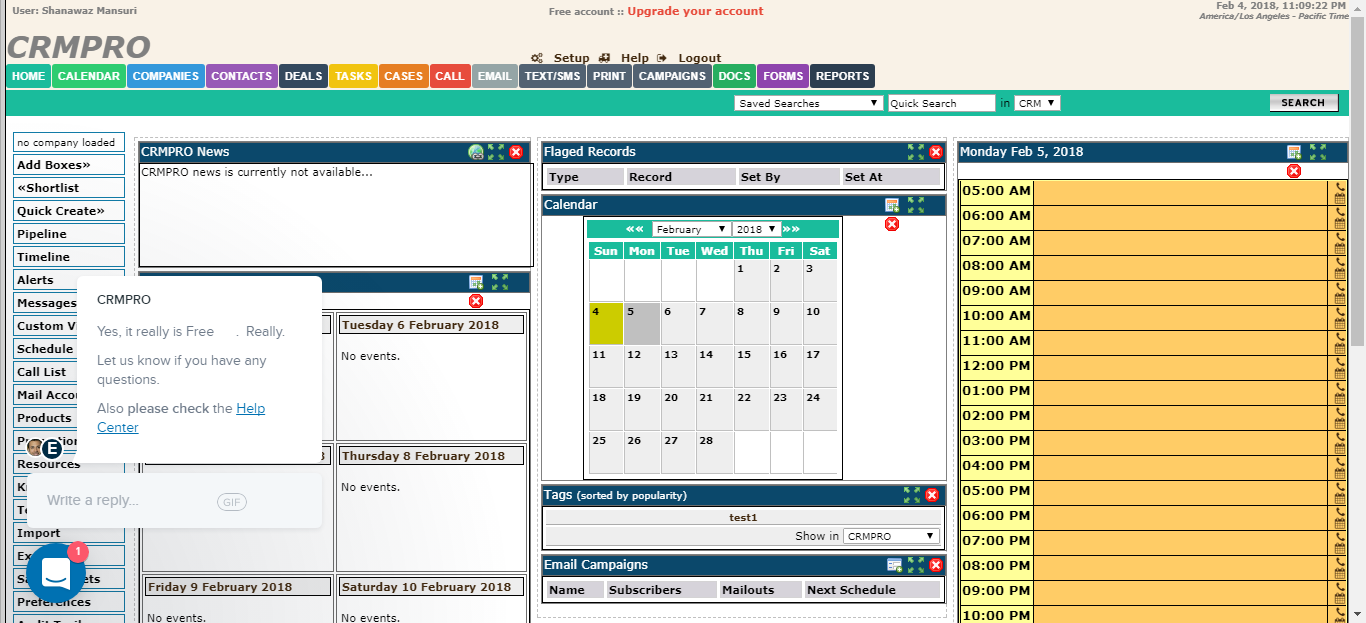 User: Shanawaz Mansuri
Free account :: Upgrade your account
Feb 4, 2018, 11:09:22 PM
America/Los Angeles - Pacific Time
CRMPRO
Setup Help Logout
HOME CALENDAR COMPANIES CONTACTS DEALS TASKS CASES CALL EMAIL TEXT/SMS PRINT CAMPAIGNS DOCS FORMS REPORTS
Saved Searches Quick Search in CRM SEARCH
no company loaded
Add Boxes»
«Shortlist
Quick Create»
Pipeline
Timeline
Alerts
Messages
Custom V
Schedule
Call List
Mail Accou
Products
Resources
Import
Preferences
CRMPRO News
CRMPRO news is currently not available...
Tuesday 6 February 2018
No events.
Thursday 8 February 2018
No events.
Friday 9 February 2018
No events.
Saturday 10 February 2018
No events.
CRMPRO
Yes, it really is Free . Really.
Let us know if you have any
questions.
Also please check the Help
Center
E
Write a reply...
GIF
1
Flaged Records
Type Record Set By Set At
Calendar
«« February 2018 »»
Sun Mon Tue Wed Thu Fri Sat
1 2 3
4 5 6 7 8 9 10
11 12 13 14 15 16 17
18 19 20 21 22 23 24
25 26 27 28
Tags (sorted by popularity)
test1
Show in CRMPRO
Email Campaigns
Name Subscribers Mailouts Next Schedule
Monday Feb 5, 2018
05:00 AM
06:00 AM
07:00 AM
08:00 AM
09:00 AM
10:00 AM
11:00 AM
12:00 PM
01:00 PM
02:00 PM
03:00 PM
04:00 PM
05:00 PM
06:00 PM
07:00 PM
08:00 PM
09:00 PM
10:00 PM